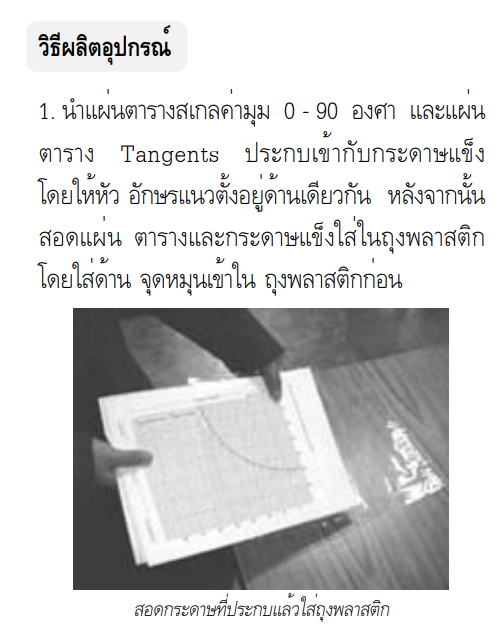 วิธีผลิตอุปกรณ์
1. นำแผ่นตารางสเกลค่ามุม 0 - 90 องศา และแผ่น
ตาราง Tangents ประกบเข้ากับกระดาษแข็ง
โดยให้หัว อักษรแนวตั้งอยู่ด้านเดียวกัน หลังจากนั้น
สอดแผ่น ตารางและกระดาษแข็งใส่ในถุงพลาสติก
โดยใส่ด้าน จุดหมุนเข้าใน ถุงพลาสติกก่อน
สอดกระดาษที่ประกบแล้วใส่ถุงพลาสติก